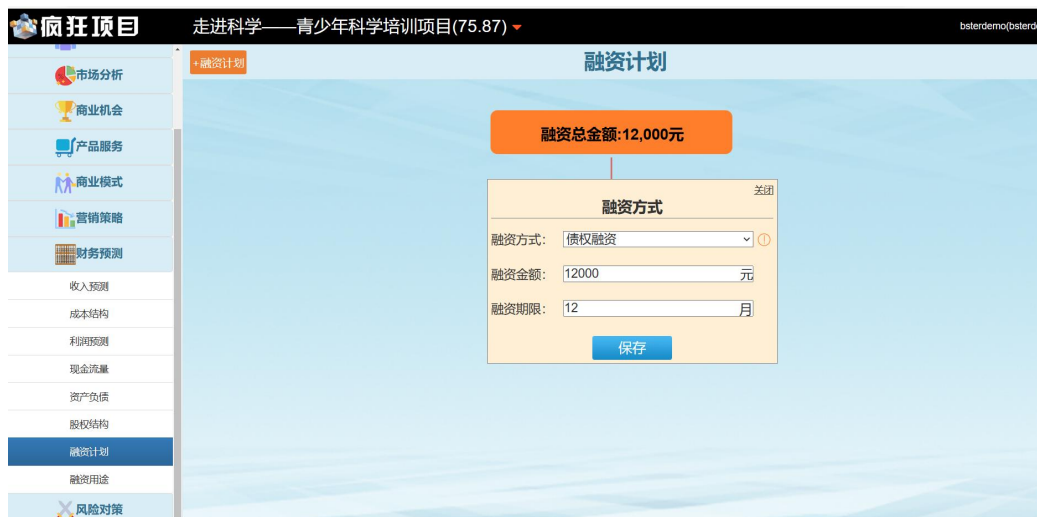 疯狂项目
走进科学——青少年科学培训项目(75.87)
bsterdemo(bsterd
市场分析
商业机会
产品服务
商业模式
营销策略
财务预测
收入预测
成本结构
利润预测
现金流量
资产负债
股权结构
融资计划
融资用途
风险对策
+融资计划
融资计划
融资总金额:12,000元
关闭
融资方式
融资方式: 债权融资
融资金额: 12000 元
融资期限: 12 月
保存